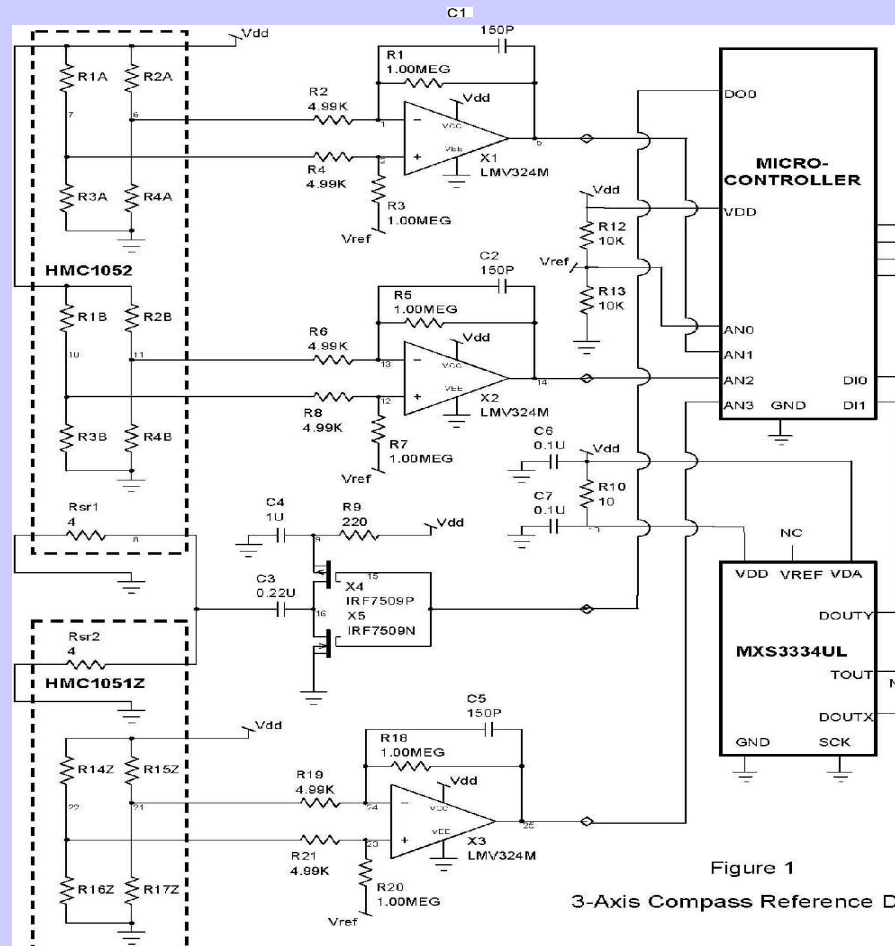 C1
150P
R1
1.00MEG
Vdd
R1A
R2A
R2
4.99K
Vdd
DO0
7
6
1
VCC
VEE
2
5
X1
LMV324M
R4
4.99K
R3
1.00MEG
Vref
R3A
R4A
MICRO-
CONTROLLER
Vdd
VDD
R12
10K
Vref
R13
10K
HMC1052
C2
150P
R5
1.00MEG
R1B
R2B
R6
4.99K
Vdd
AN0
AN1
AN2
AN3
DI0
DI1
GND
10
11
13
VCC
VEE
12
14
X2
LMV324M
R8
4.99K
R7
1.00MEG
Vref
R3B
R4B
C6
0.1U
Vdd
R10
10
C7
0.1U
Rsr1
4
8
C4
1U
R9
220
Vdd
9
NC
VDD
VREF
VDA
C3
0.22U
15
X4
IRF7509P
X5
IRF7509N
16
Rsr2
4
HMC1051Z
DOUTY
MXS3334UL
TOUT
N
DOUTX
GND
SCK
C5
150P
Vdd
R18
1.00MEG
R14Z
R15Z
R19
4.99K
Vdd
22
21
24
VCC
VEE
23
25
X3
LMV324M
R21
4.99K
R20
1.00MEG
Vref
R16Z
R17Z
Figure 1
3-Axis Compass Reference D